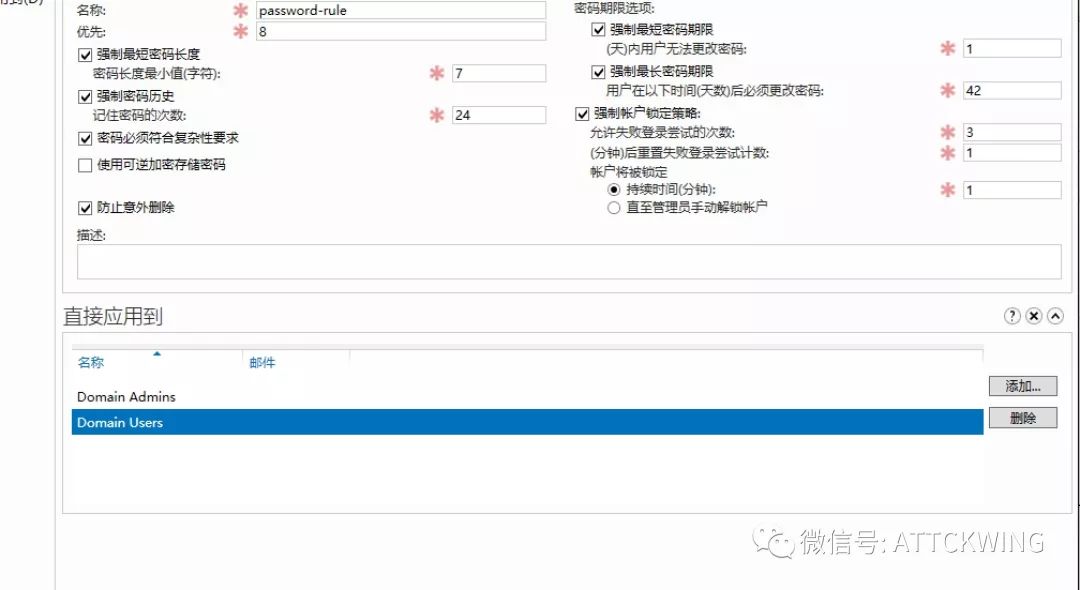 名称:
password-rule
优先:
8
强制最短密码长度
密码长度最小值(字符):
7
强制密码历史
记住密码的次数:
24
密码必须符合复杂性要求
使用可逆加密存储密码
防止意外删除
描述:
密码期限选项:
强制最短密码期限
(天)内用户无法更改密码:
1
强制最长密码期限
用户在以下时间(天数)后必须更改密码:
42
强制帐户锁定策略:
允许失败登录尝试的次数:
3
(分钟)后重置失败登录尝试计数:
1
帐户将被锁定
持续时间(分钟):
1
直至管理员手动解锁帐户
直接应用到
名称
邮件
Domain Admins
Domain Users
添加...
删除
微信号: ATTCKWING